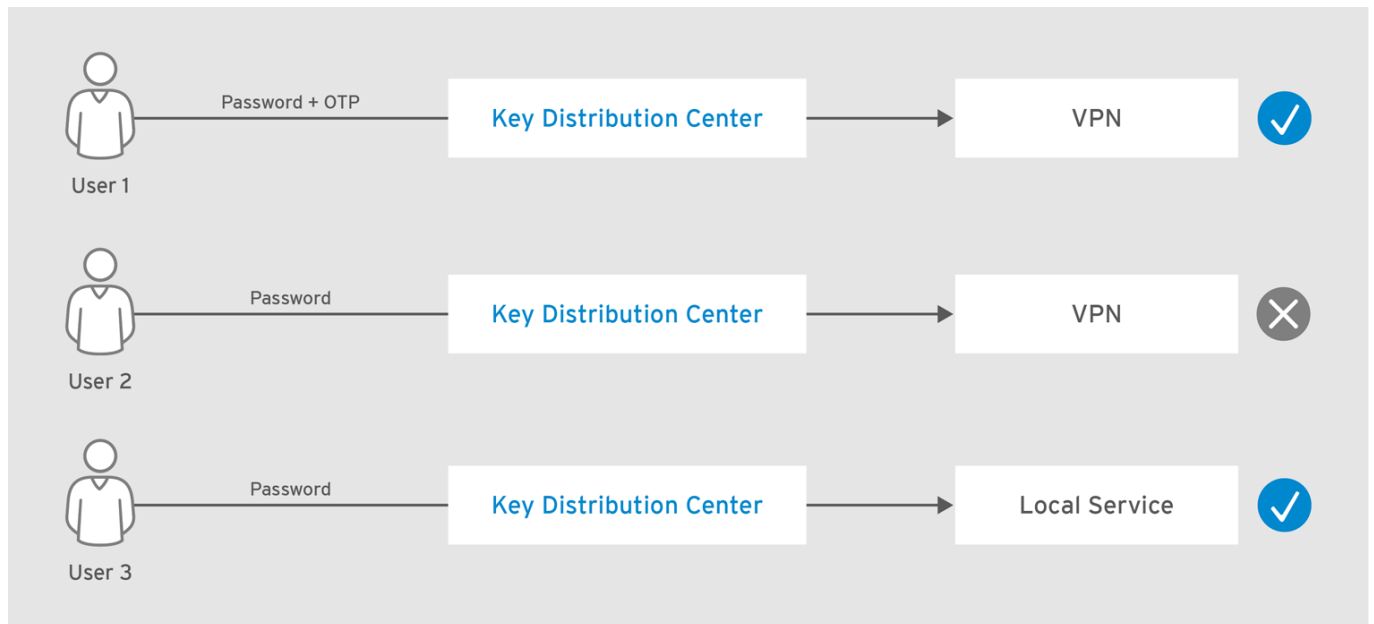 Password + OTP
Key Distribution Center
VPN
User 1
Password
Key Distribution Center
VPN
User 2
Password
Key Distribution Center
Local Service
User 3